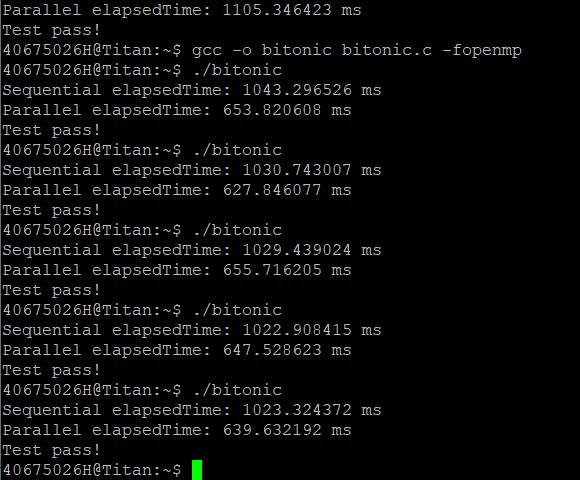 Parallel elapsedTime: 1105.346423 ms
Test pass!
40675026H@Titan:~$ gcc -o bitonic bitonic.c -fopenmp
40675026H@Titan:~$ ./bitonic
Sequential elapsedTime: 1043.296526 ms
Parallel elapsedTime: 653.820608 ms
Test pass!
40675026H@Titan:~$ ./bitonic
Sequential elapsedTime: 1030.743007 ms
Parallel elapsedTime: 627.846077 ms
Test pass!
40675026H@Titan:~$ ./bitonic
Sequential elapsedTime: 1029.439024 ms
Parallel elapsedTime: 655.716205 ms
Test pass!
40675026H@Titan:~$ ./bitonic
Sequential elapsedTime: 1022.908415 ms
Parallel elapsedTime: 647.528623 ms
Test pass!
40675026H@Titan:~$ ./bitonic
Sequential elapsedTime: 1023.324372 ms
Parallel elapsedTime: 639.632192 ms
Test pass!
40675026H@Titan:~$